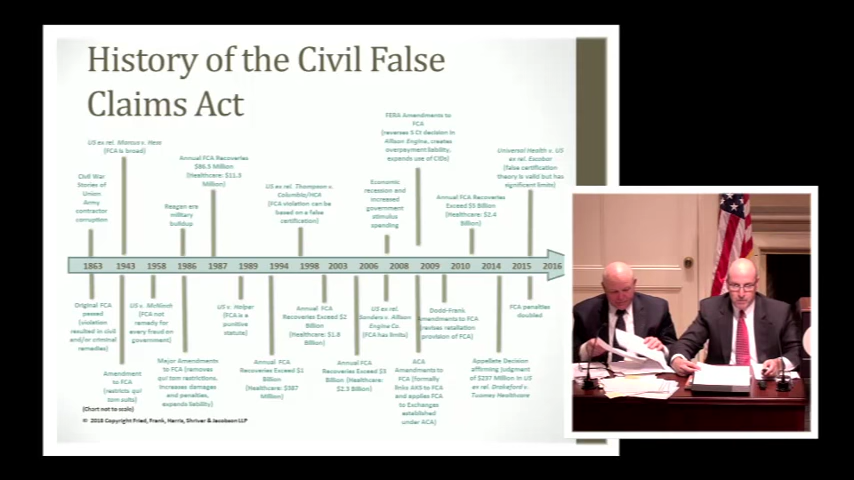 History of the Civil False
Claims Act
US ex rel. Marcus v. Hess
(FCA is broad)
Civil War
Stories of
Union
Army
contractor
corruption
Reagan era
military
buildup
Annual FCA Recoveries
$86.5 Million
(Healthcare: $11.3
Million)
US ex rel. Thompson v.
Columbia/HCA
(FCA violation can be
based on a false
certification)
Economic
recession and
increased
government
stimulus
spending
FERA Amendments to
FCA
(reverses S Ct decision in
Allison Engine, creates
overpayment liability,
expands use of CIDs)
Annual FCA Recoveries
Exceed $5 Billion
(Healthcare: $2.4
Billion)
Universal Health v. US
ex rel. Escobar
(false certification
theory is valid but has
significant limits)
1863 1943 1958 1986 1987 1989 1994 1998 2003 2006 2008 2009 2010 2014 2015 2016
Original FCA
passed
(violation
resulted in civil
and/or criminal
remedies)
Amendment
to FCA
(restricts qui
tam suits)
US v. McNinch
(FCA not
remedy for
every fraud on
government)
Major Amendments
to FCA (removes
qui tam restrictions.
Increases damages
and penalties,
expands liability)
US v. Halper
(FCA is a
punitive
statute)
Annual FCA
Recoveries Exceed $1
Billion
(Healthcare: $387
Million)
Annual FCA
Recoveries Exceed $2
Billion
(Healthcare: $1.8
Billion)
Annual FCA
Recoveries Exceed $3
Billion (Healthcare:
$2.3 Billion)
US ex rel.
Sanders v. Allison
Engine Co.
(FCA has limits)
ACA
Amendments to
FCA (formally
links AKS to FCA
and applies FCA
to Exchanges
established
under ACA)
Dodd-Frank
Amendments to FCA
(revises retaliation
provision of FCA)
Appellate Decision
affirming (judgment
of $237 Million in US
ex rel. Drakeford v.
Tuomey Healthcare
FCA penalties
doubled
(Chart not to scale)
© 2016 Copyright Fried, Frank, Harris, Shriver & Jacobson LLP